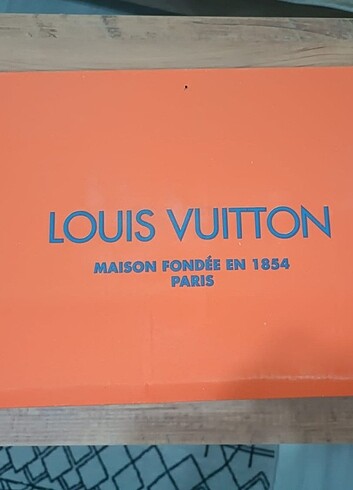 LOUIS VUITTON
MAISON FONDÉE EN 1854
PARIS